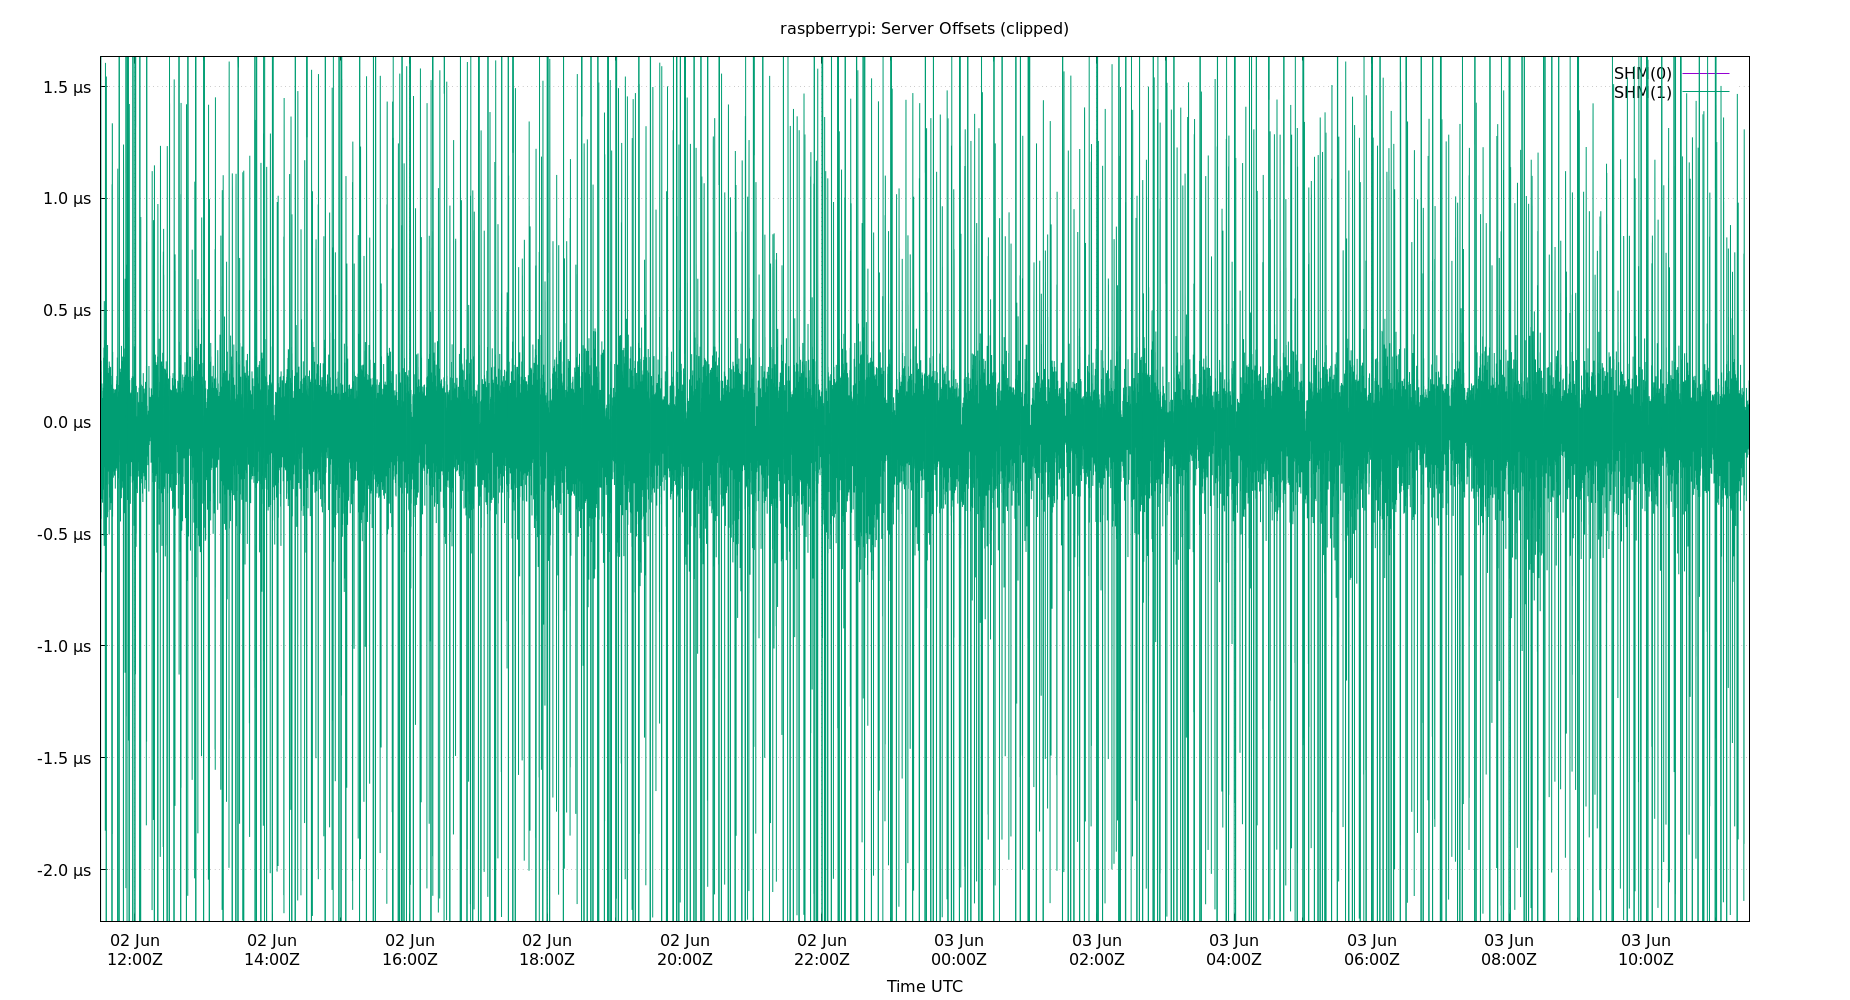 raspberrypi: Server Offsets (clipped)
SHM(0)
SHM(1)
1.5 µs
1.0 µs
0.5 µs
0.0 µs
-0.5 µs
-1.0 µs
-1.5 µs
-2.0 µs
02 Jun 02 Jun 02 Jun 02 Jun 02 Jun 02 Jun 03 Jun 03 Jun 03 Jun 03 Jun 03 Jun 03 Jun
12:00Z 14:00Z 16:00Z 18:00Z 20:00Z 22:00Z 00:00Z 02:00Z 04:00Z 06:00Z 08:00Z 10:00Z
Time UTC